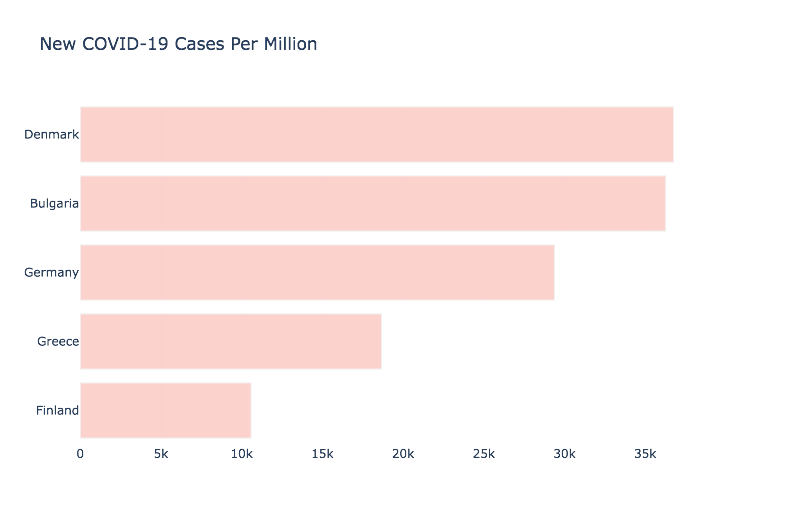 New COVID-19 Cases Per Million
Denmark
Bulgaria
Germany
Greece
Finland
0 5k 10k 15k 20k 25k 30k 35k